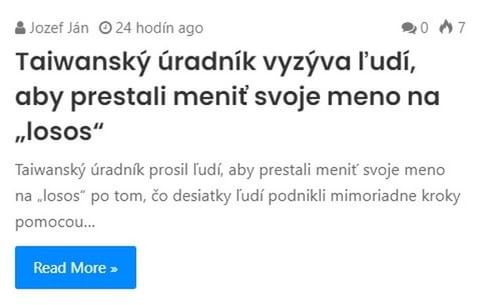 Jozef Ján 24 hodín ago 0 7
Taiwanský úradník vyzýva ľudí,
aby prestali meniť svoje meno na
„losos“
Taiwanský úradník prosil ľudí, aby prestali meniť svoje meno
na „losos“ po tom, čo desiatky ľudí podnikli mimoriadne kroky
pomocou...
Read More »